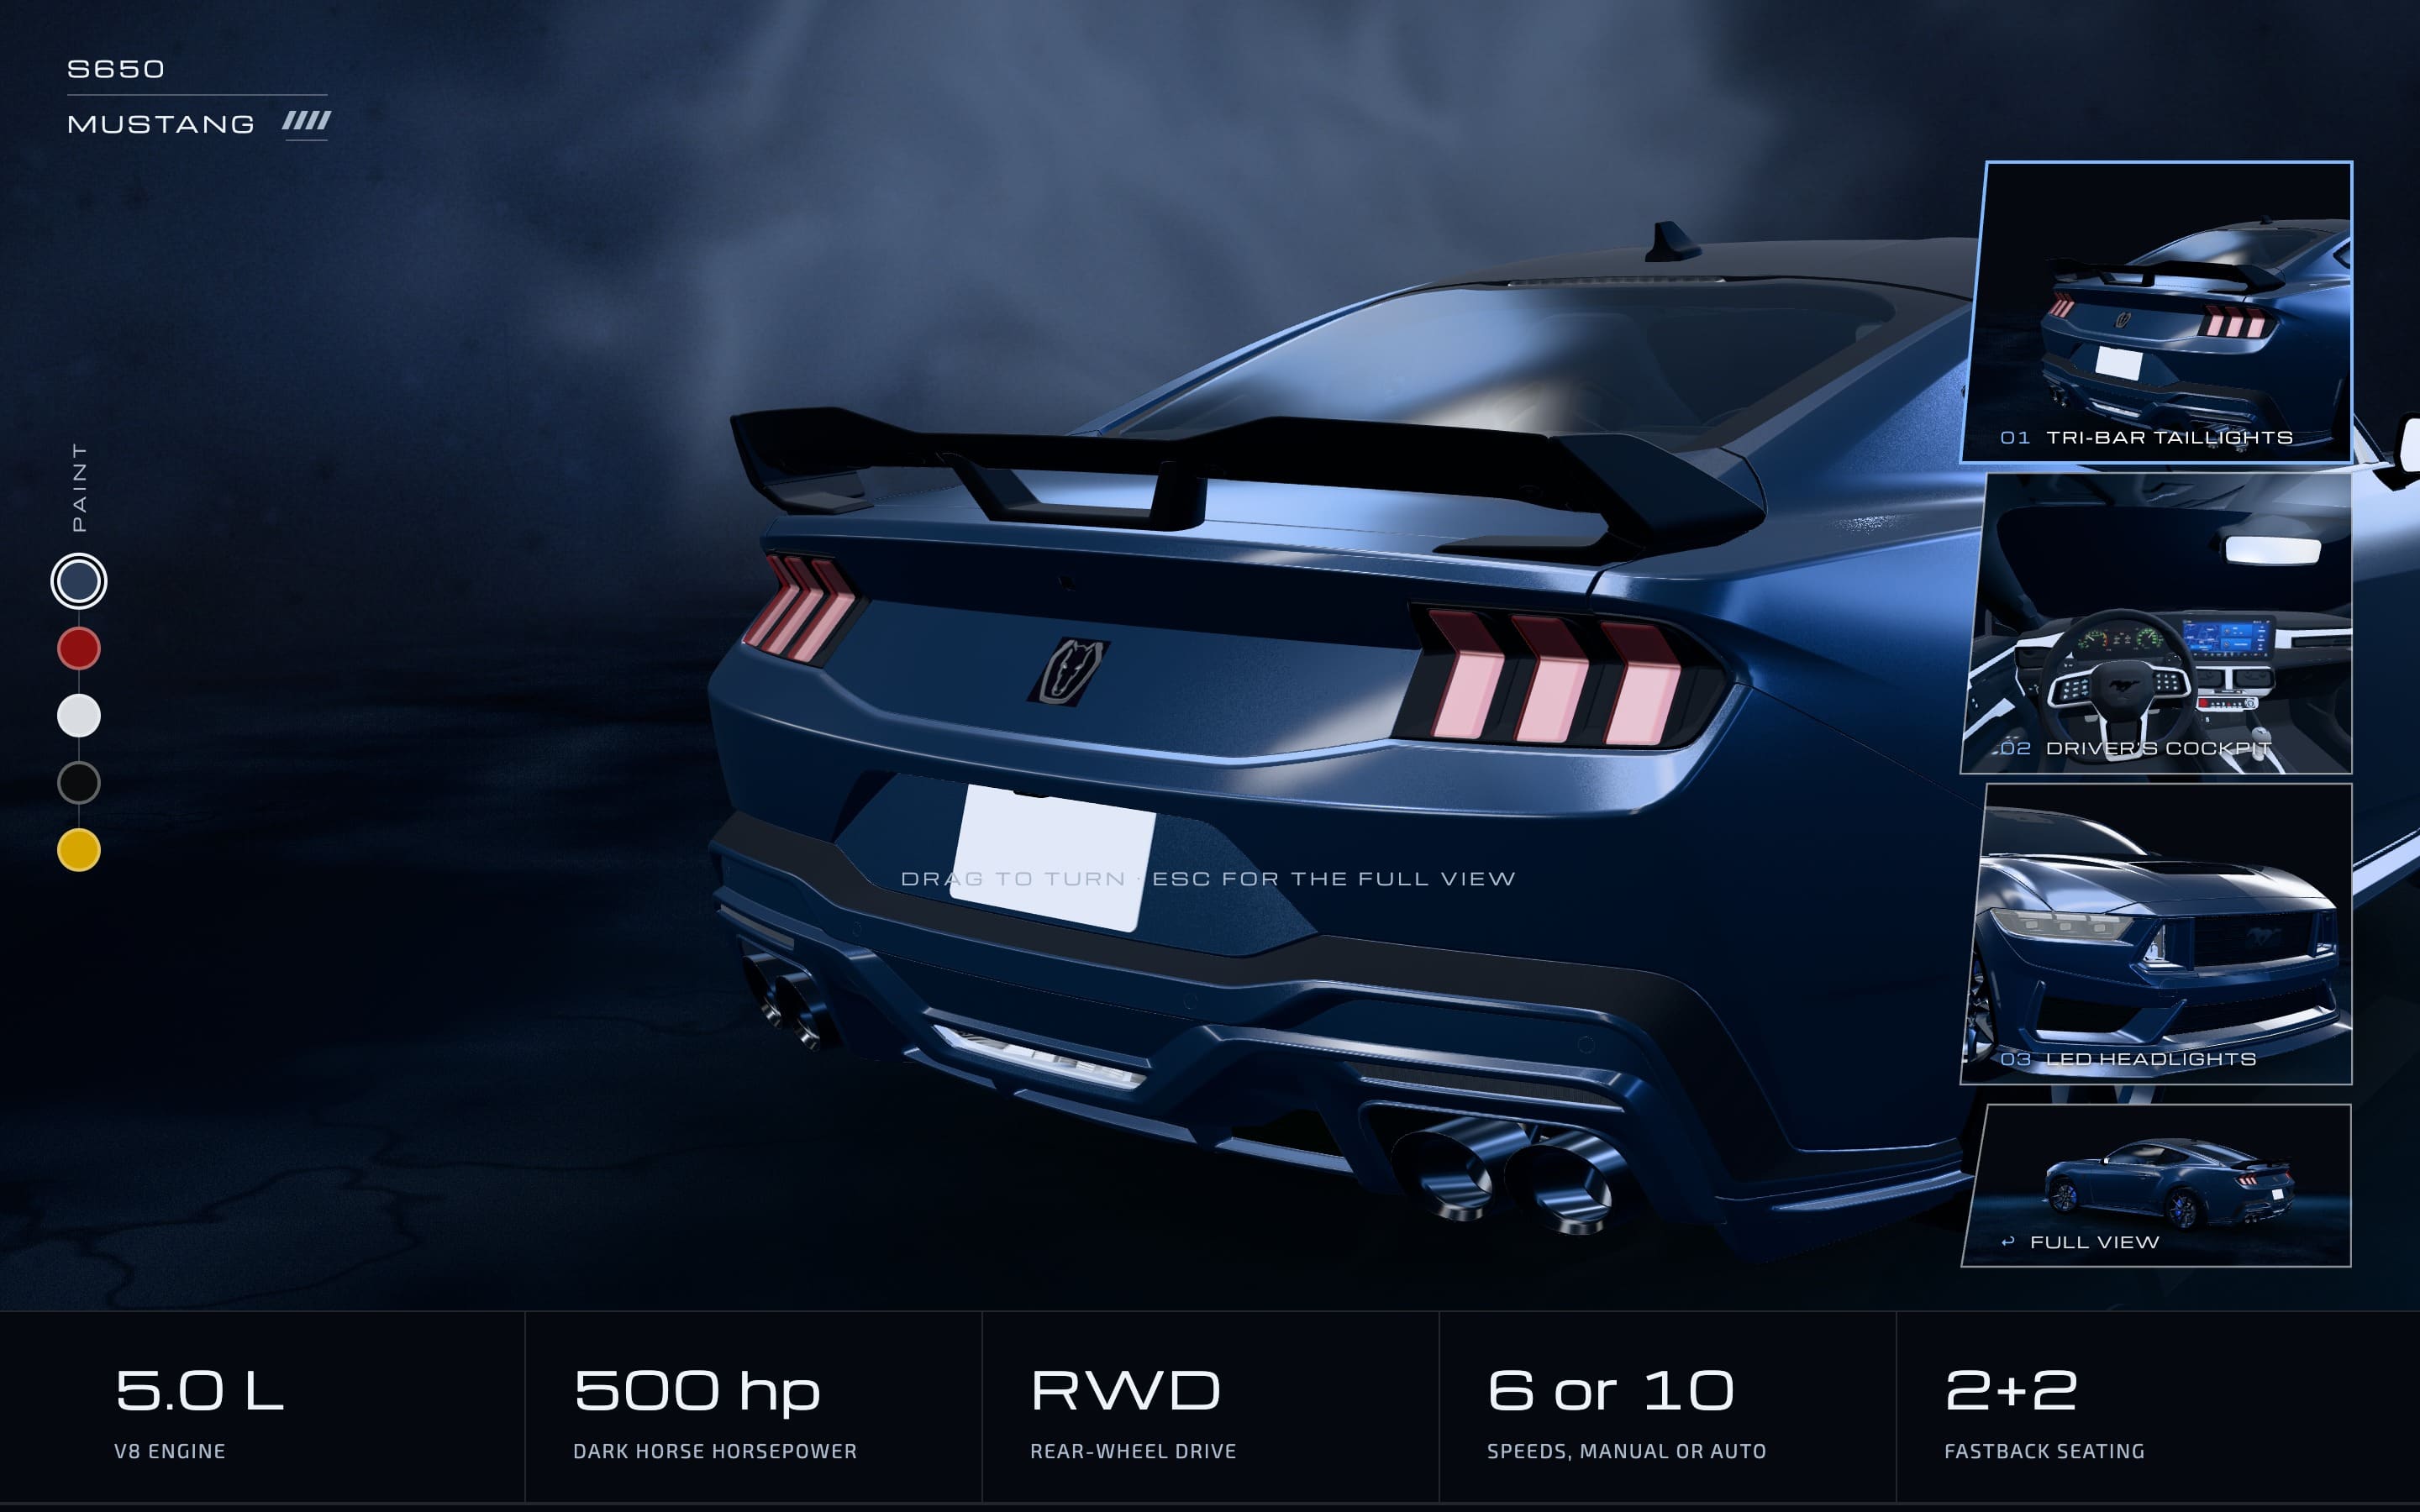 S650
MUSTANG
PAINT
01 TRI-BAR TAILLIGHTS
02 DRIVER'S COCKPIT
03 LED HEADLIGHTS
↩ FULL VIEW
DRAG TO TURN · ESC FOR THE FULL VIEW
5.0 L
V8 ENGINE
500 hp
DARK HORSE HORSEPOWER
RWD
REAR-WHEEL DRIVE
6 or 10
SPEEDS, MANUAL OR AUTO
2+2
FASTBACK SEATING